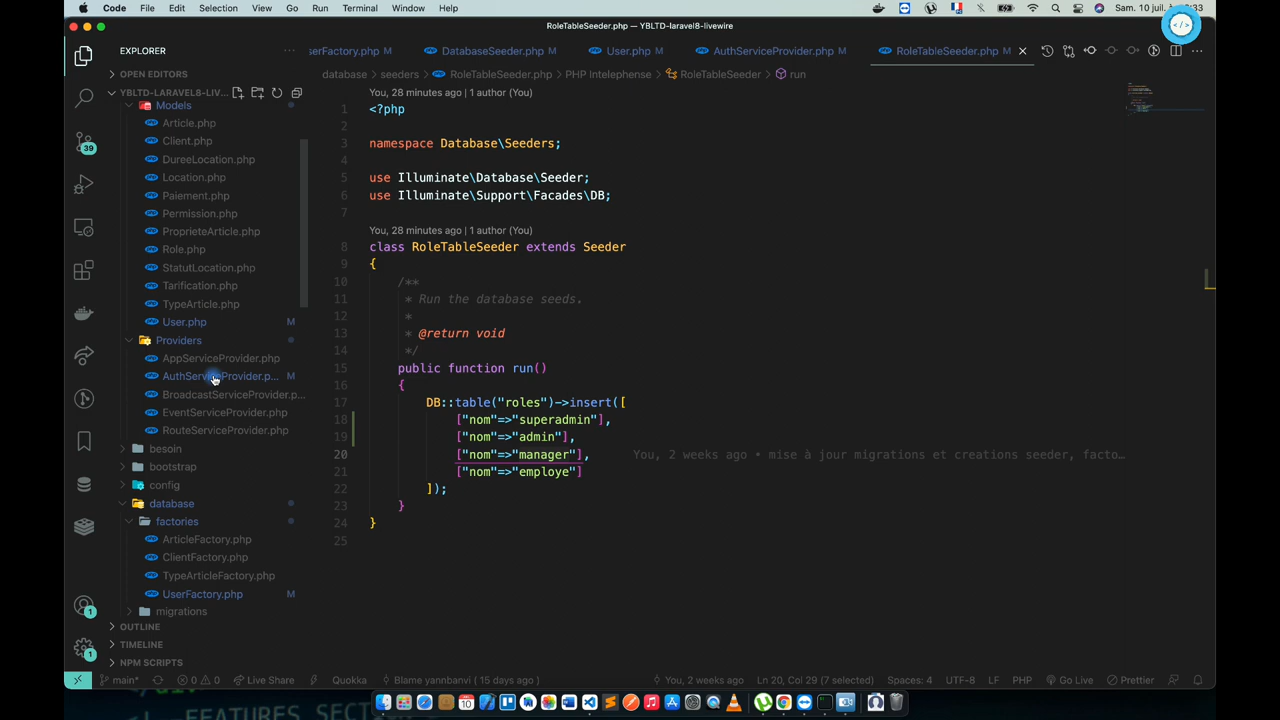 Code File Edit Selection View Go Run Terminal Window Help Sam. 10 juil.
RoleTableSeeder.php — YBLTD-laravel8-livewire
EXPLORER
serFactory.php M DatabaseSeeder.php M User.php M AuthServiceProvider.php M RoleTableSeeder.php M
OPEN EDITORS
database > seeders > RoleTableSeeder.php > PHP Intelephense > RoleTableSeeder > run
YBLTD-LARAVEL8-LIV...
Models
Article.php
Client.php
DureeLocation.php
Location.php
Paiement.php
Permission.php
ProprieteArticle.php
Role.php
StatutLocation.php
Tarification.php
TypeArticle.php
User.php M
Providers
AppServiceProvider.php
AuthServiceProvider.p... M
BroadcastServiceProvider.p...
EventServiceProvider.php
RouteServiceProvider.php
besoin
bootstrap
config
database
factories
ArticleFactory.php
ClientFactory.php
TypeArticleFactory.php
UserFactory.php M
migrations
OUTLINE
TIMELINE
NPM SCRIPTS
39
1
1
You, 28 minutes ago | 1 author (You)
1 <?php
2
3 namespace Database\Seeders;
4
5 use Illuminate\Database\Seeder;
6 use Illuminate\Support\Facades\DB;
7
You, 28 minutes ago | 1 author (You)
8 class RoleTableSeeder extends Seeder
9 {
10 /**
11 * Run the database seeds.
12 *
13 * @return void
14 */
15 public function run()
16 {
17 DB::table("roles")->insert([
18 ["nom"=>"superadmin"],
19 ["nom"=>"admin"],
20 ["nom"=>"manager"], You, 2 weeks ago • mise à jour migrations et creations seeder, facto...
21 ["nom"=>"employe"]
22 ]);
23 }
24 }
25
main* 0 0 Live Share Quokka Blame yannbanvi ( 15 days ago ) You, 2 weeks ago Ln 20, Col 29 (7 selected) Spaces: 4 UTF-8 LF PHP Go Live Prettier
FEATURES